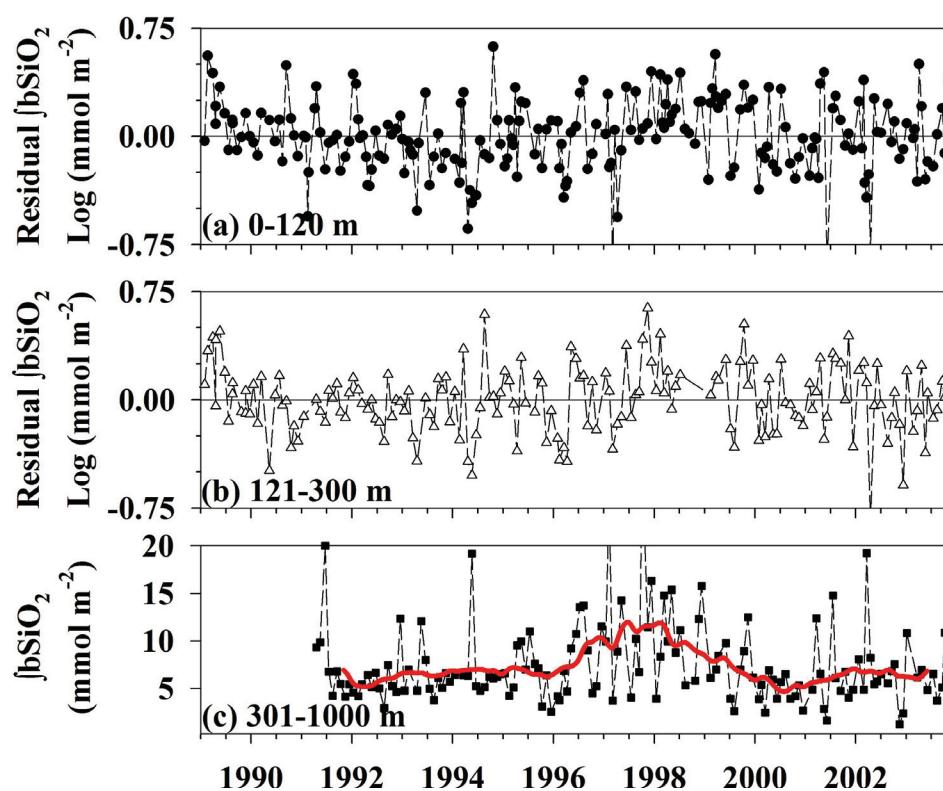 0.75
0.00
-0.75
Residual ∫bSiO₂
Log (mmol m⁻²)
(a) 0-120 m
0.75
0.00
-0.75
Residual ∫bSiO₂
Log (mmol m⁻²)
(b) 121-300 m
20
15
10
5
∫bSiO₂
(mmol m⁻²)
(c) 301-1000 m
1990 1992 1994 1996 1998 2000 2002